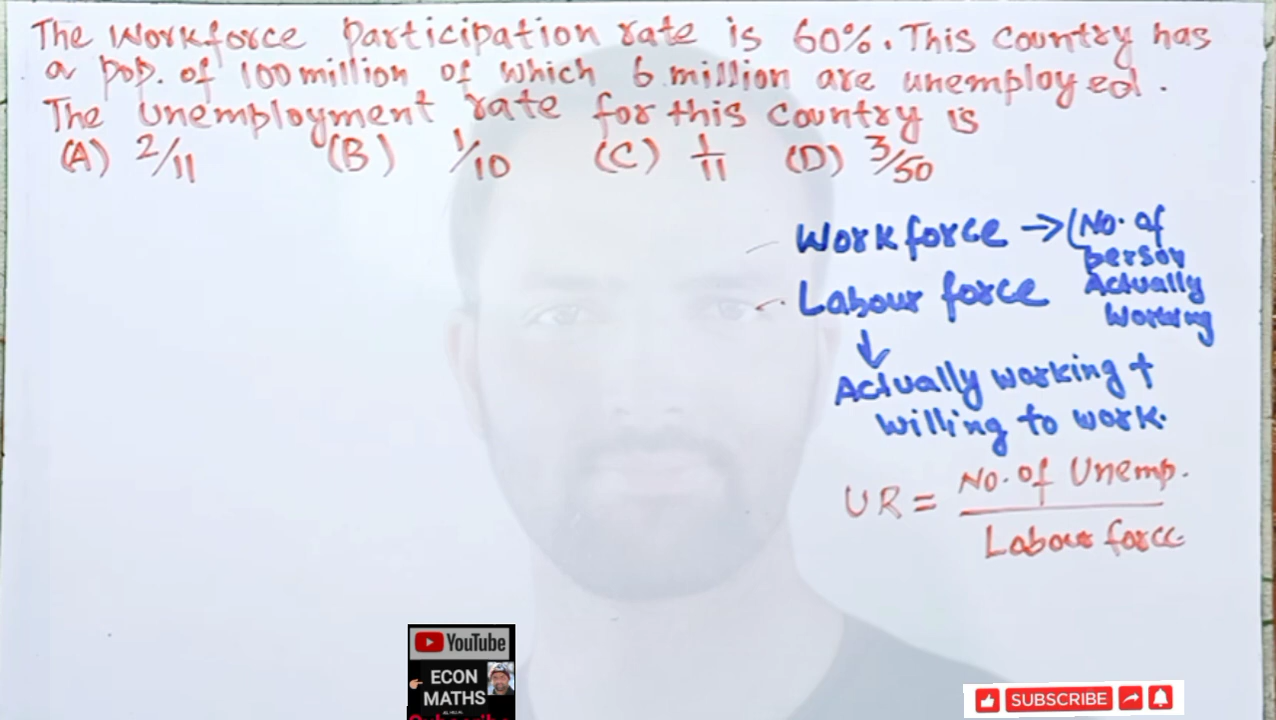 The Workforce participation rate is 60%. This Country has
a pop. of 100 million of which 6 million are unemployed.
The Unemployment rate for this Country is
(A) 2/11 (B) 1/10 (C) 1/11 (D) 3/50
Workforce → (No. of
person
Actually
Working
Labour force
↓
Actually working +
willing to work.
UR = No. of Unemp.
Labour force
YouTube
ECON
MATHS
Subscribe
SUBSCRIBE